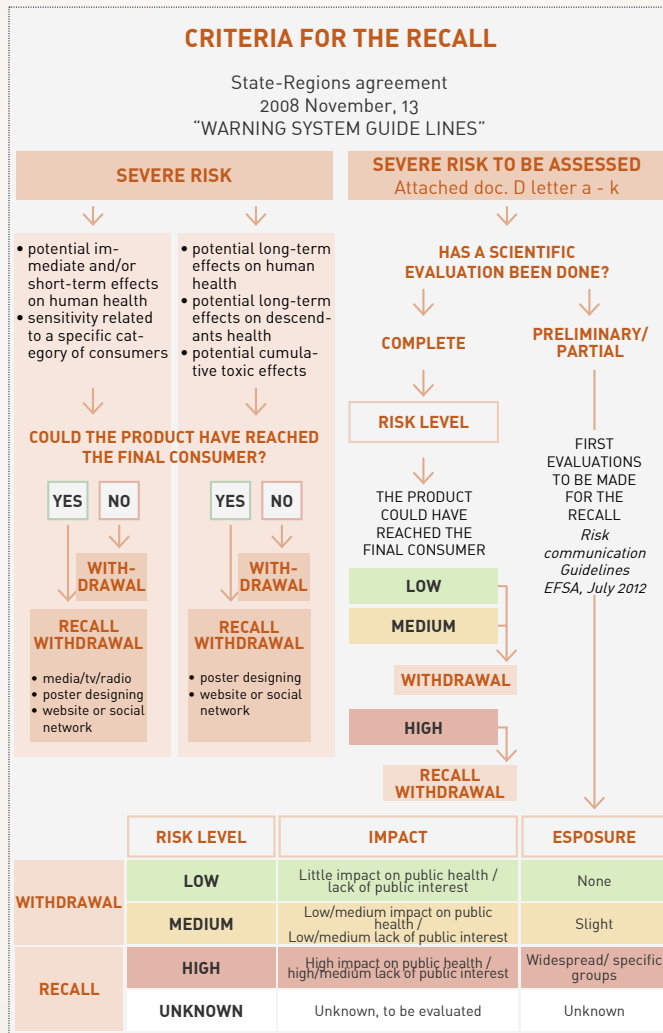 CRITERIA FOR THE RECALL
State-Regions agreement
2008 November, 13
“WARNING SYSTEM GUIDE LINES”
SEVERE RISK
• potential im-
mediate and/or
short-term effects
on human health
• sensitivity related
to a specific cat-
egory of consumers
• potential long-term
effects on human
health
• potential long-term
effects on descend-
ants health
• potential cumula-
tive toxic effects
COULD THE PRODUCT HAVE REACHED
THE FINAL CONSUMER?
YES
NO
WITH-
DRAWAL
RECALL
WITHDRAWAL
• media/tv/radio
• poster designing
• website or social
network
YES
NO
WITH-
DRAWAL
RECALL
WITHDRAWAL
• poster designing
• website or social
network
SEVERE RISK TO BE ASSESSED
Attached doc. D letter a - k
HAS A SCIENTIFIC
EVALUATION BEEN DONE?
COMPLETE
RISK LEVEL
THE PRODUCT
COULD HAVE
REACHED THE
FINAL CONSUMER
LOW
MEDIUM
WITHDRAWAL
HIGH
RECALL
WITHDRAWAL
PRELIMINARY/
PARTIAL
FIRST
EVALUATIONS
TO BE MADE
FOR THE
RECALL
Risk
communication
Guidelines
EFSA, July 2012
RISK LEVEL
IMPACT
ESPOSURE
WITHDRAWAL
LOW
Little impact on public health /
lack of public interest
None
MEDIUM
Low/medium impact on public
health /
Low/medium lack of public interest
Slight
RECALL
HIGH
High impact on public health /
high/medium lack of public interest
Widespread/ specific
groups
UNKNOWN
Unknown, to be evaluated
Unknown